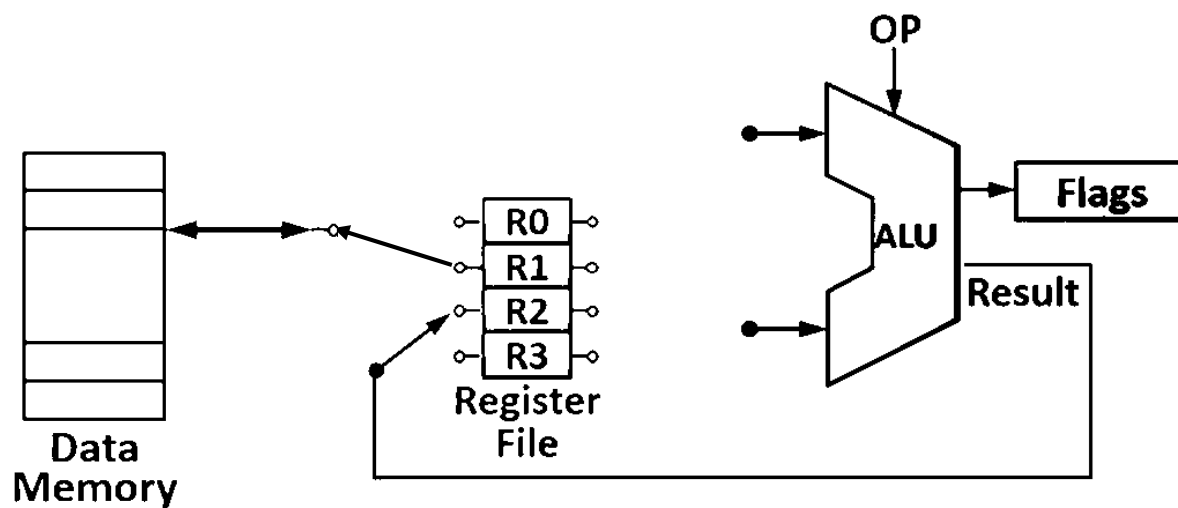 OP
Flags
ALU
Result
R0
R1
R2
R3
Register
File
Data
Memory